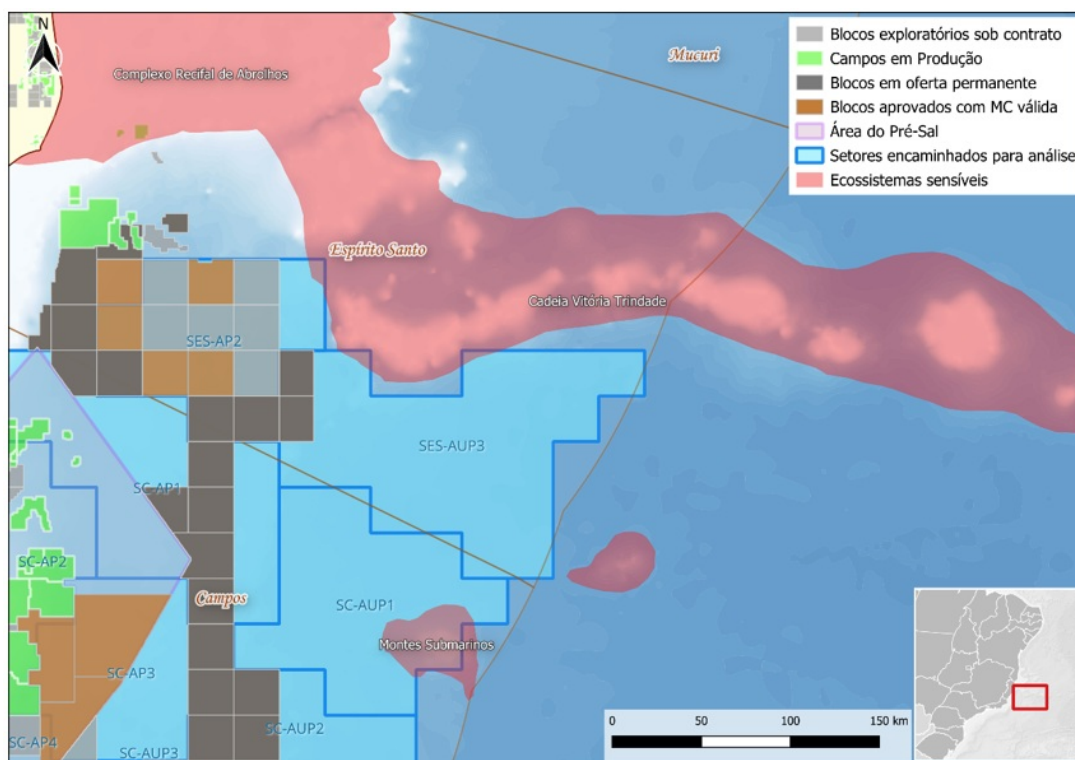 N
Blocos exploratórios sob contrato
Campos em Produção
Blocos em oferta permanente
Blocos aprovados com MC válida
Área do Pré-Sal
Setores encaminhados para análise
Ecossistemas sensíveis
Mucuri
Complexo Recifal de Abrolhos
Espírito Santo
Cadeia Vitória Trindade
SES-AP2
SES-AUP3
SC-AP1
SC-AP2
Campos
SC-AUP1
Montes Submarinos
SC-AP3
SC-AUP2
SC-AP4
SC-AUP3
0 50 100 150 km